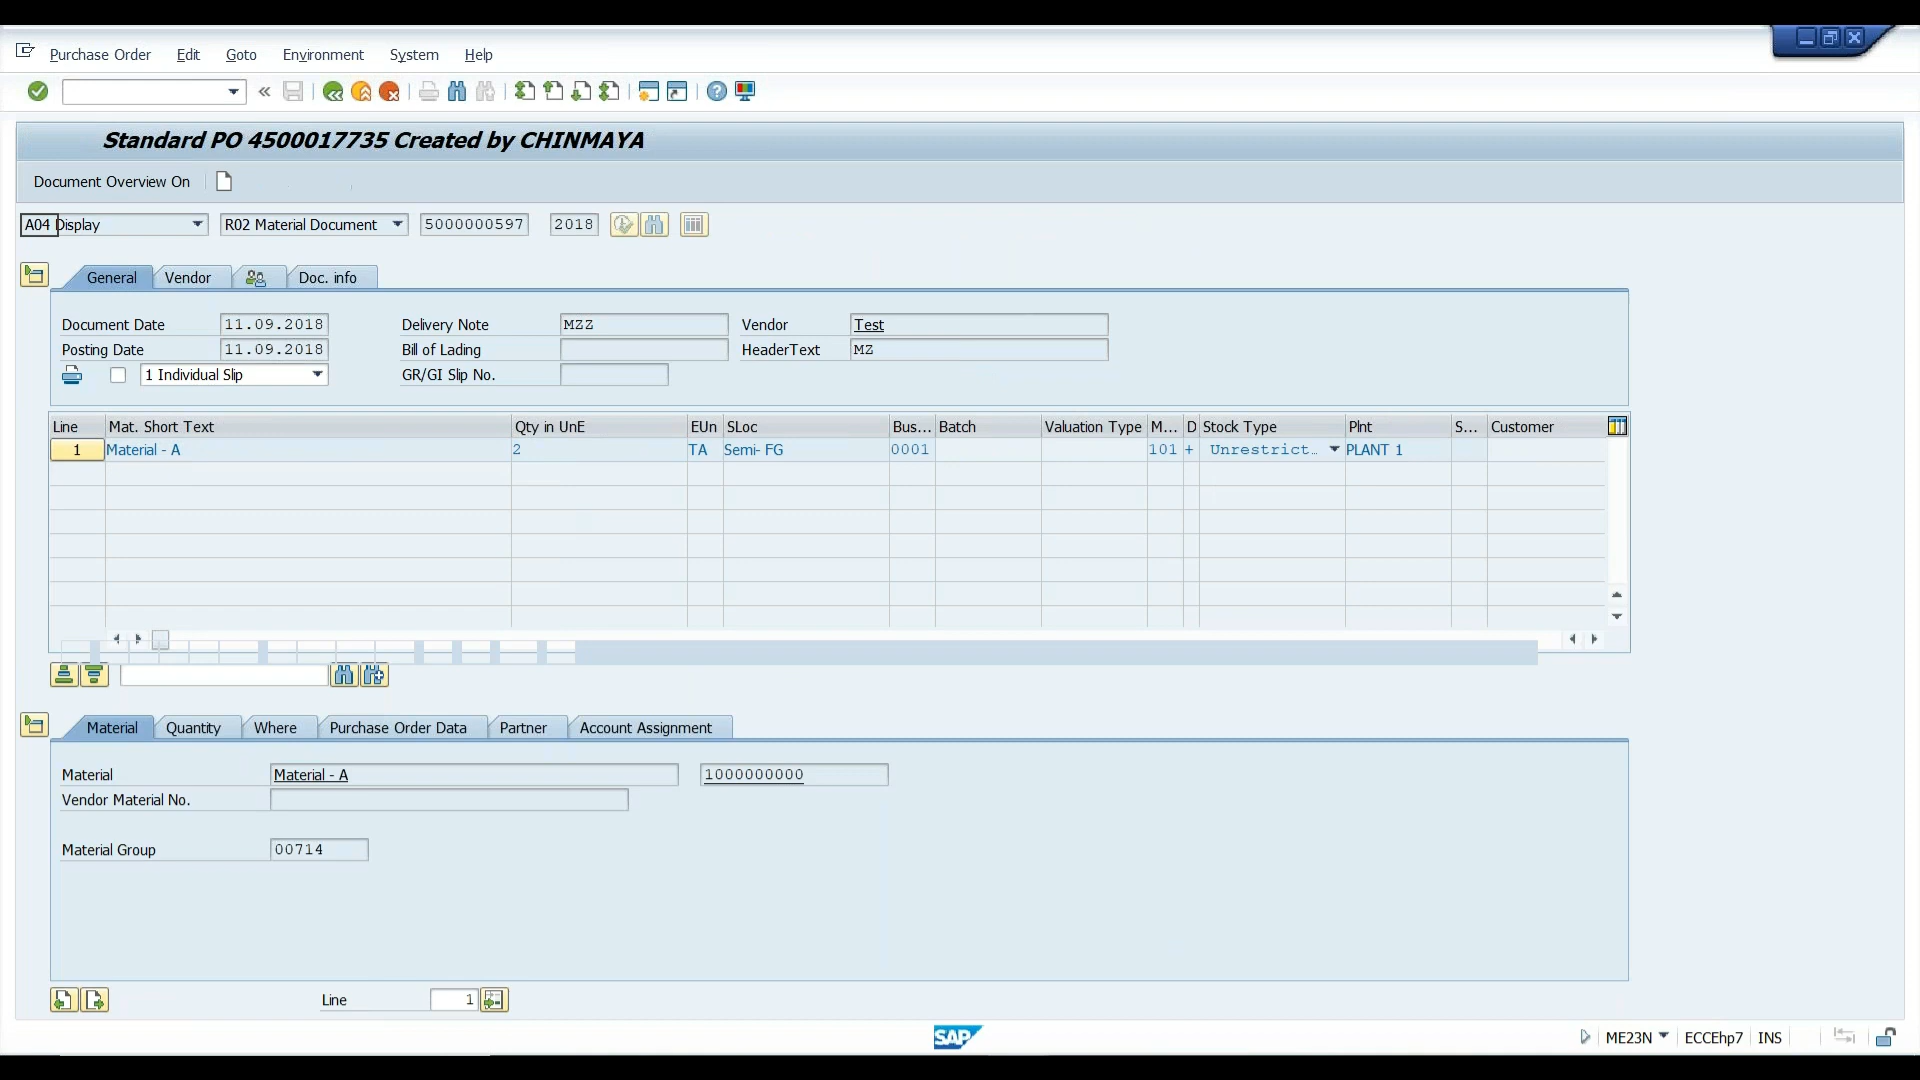 Purchase Order Edit Goto Environment System Help
Standard PO 4500017735 Created by CHINMAYA
Document Overview On
A04 Display R02 Material Document 5000000597 2018
General Vendor Doc. info
Document Date 11.09.2018 Delivery Note MZZ Vendor Test
Posting Date 11.09.2018 Bill of Lading HeaderText MZ
1 Individual Slip GR/GI Slip No.
Line Mat. Short Text Qty in UnE EUn SLoc Bus... Batch Valuation Type M... D Stock Type Plnt S... Customer
1 Material - A 2 TA Semi- FG 0001 101 + Unrestrict… PLANT 1
Material Quantity Where Purchase Order Data Partner Account Assignment
Material Material - A 1000000000
Vendor Material No.
Material Group 00714
Line 1
SAP ME23N ECCEhp7 INS